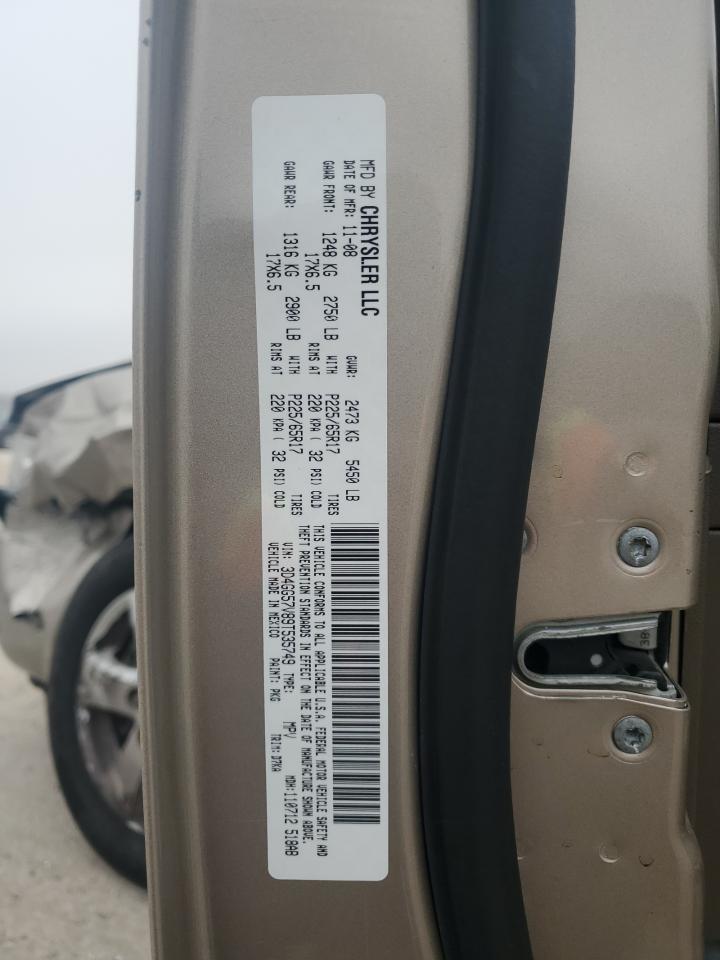 MFD BY CHRYSLER LLC
DATE OF MFR: 11-08 GVWR: 2473 KG 5450 LB
GAWR FRONT: 1248 KG 2750 LB WITH P225/65R17 TIRES
17X6.5 RIMS AT 220 KPA ( 32 PSI) COLD
GAWR REAR: 1316 KG 2900 LB WITH P225/65R17 TIRES
17X6.5 RIMS AT 220 KPA ( 32 PSI) COLD
THIS VEHICLE CONFORMS TO ALL APPLICABLE U.S.A. FEDERAL MOTOR VEHICLE SAFETY AND
THEFT PREVENTION STANDARDS IN EFFECT ON THE DATE OF MANUFACTURE SHOWN ABOVE.
VIN: 3D4GG57V89T535749 TYPE: MPV MDH: 110712 518AB
VEHICLE MADE IN MEXICO PAINT: PKG TRIM: D7KA